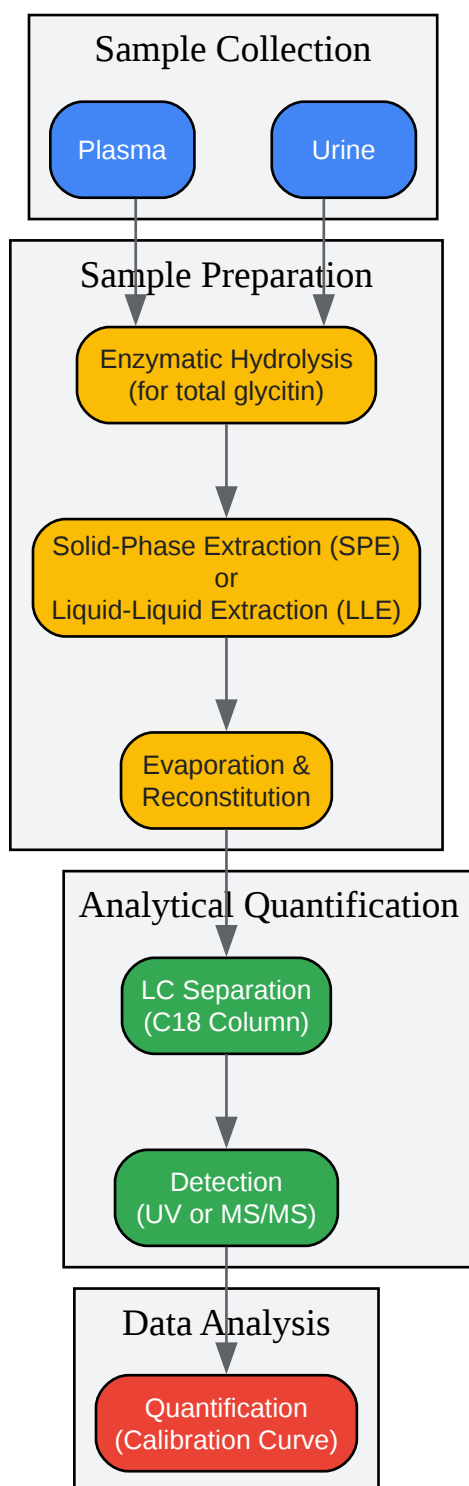 Sample Collection
Plasma
Urine
Sample Preparation
Enzymatic Hydrolysis
(for total glycitin)
Solid-Phase Extraction (SPE)
or
Liquid-Liquid Extraction (LLE)
Evaporation &
Reconstitution
Analytical Quantification
LC Separation
(C18 Column)
Detection
(UV or MS/MS)
Data Analysis
Quantification
(Calibration Curve)